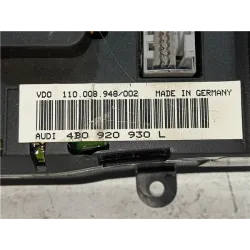 VDO 110.008.948/002 MADE IN GERMANY
AUDI 4B0 920 930 L